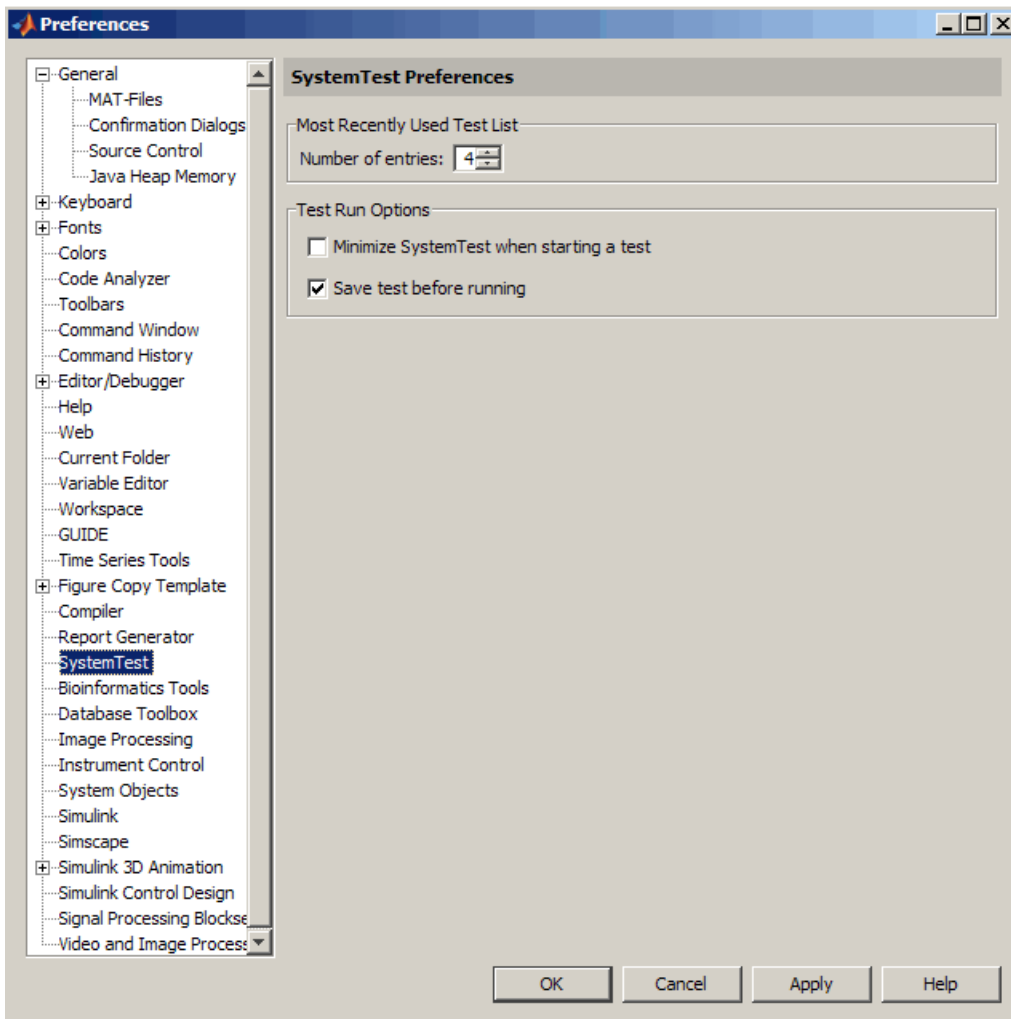 Preferences
General
MAT-Files
Confirmation Dialogs
Source Control
Java Heap Memory
Keyboard
Fonts
Colors
Code Analyzer
Toolbars
Command Window
Command History
Editor/Debugger
Help
Web
Current Folder
Variable Editor
Workspace
GUIDE
Time Series Tools
Figure Copy Template
Compiler
Report Generator
SystemTest
Bioinformatics Tools
Database Toolbox
Image Processing
Instrument Control
System Objects
Simulink
Simscape
Simulink 3D Animation
Simulink Control Design
Signal Processing Blockse
Video and Image Process
SystemTest Preferences
Most Recently Used Test List
Number of entries: 4
Test Run Options
Minimize SystemTest when starting a test
Save test before running
OK Cancel Apply Help